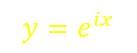 y = e^{ix}